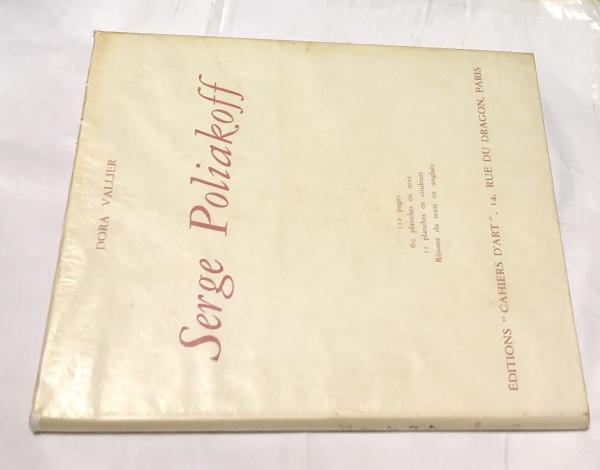 DORA VALLIER
Serge Poliakoff
112 pages
60 planches en noir
11 planches en couleurs
Résumé du texte en anglais
ÉDITIONS "CAHIERS D'ART". 14, RUE DU DRAGON, PARIS